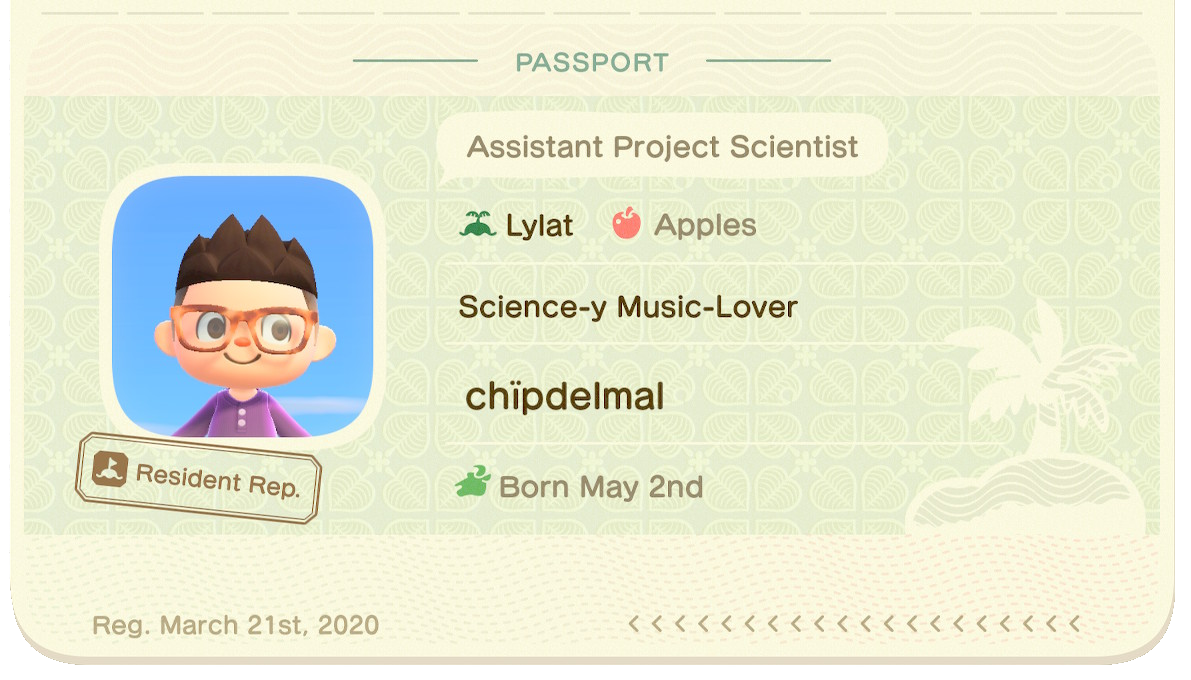 PASSPORT
Assistant Project Scientist
Lylat Apples
Science-y Music-Lover
chïpdelmal
Resident Rep.
Born May 2nd
Reg. March 21st, 2020 <<<<<<<<<<<<<<<<<<<<